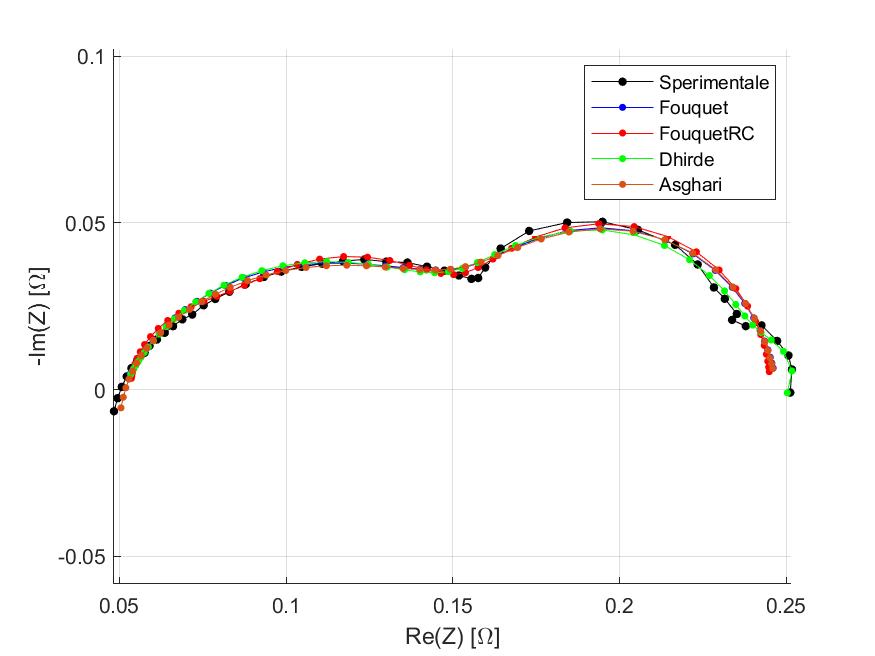 0.1
0.05
0
-0.05
-Im(Z) [Ω]
Sperimentale
Fouquet
FouquetRC
Dhirde
Asghari
0.05 0.1 0.15 0.2 0.25
Re(Z) [Ω]